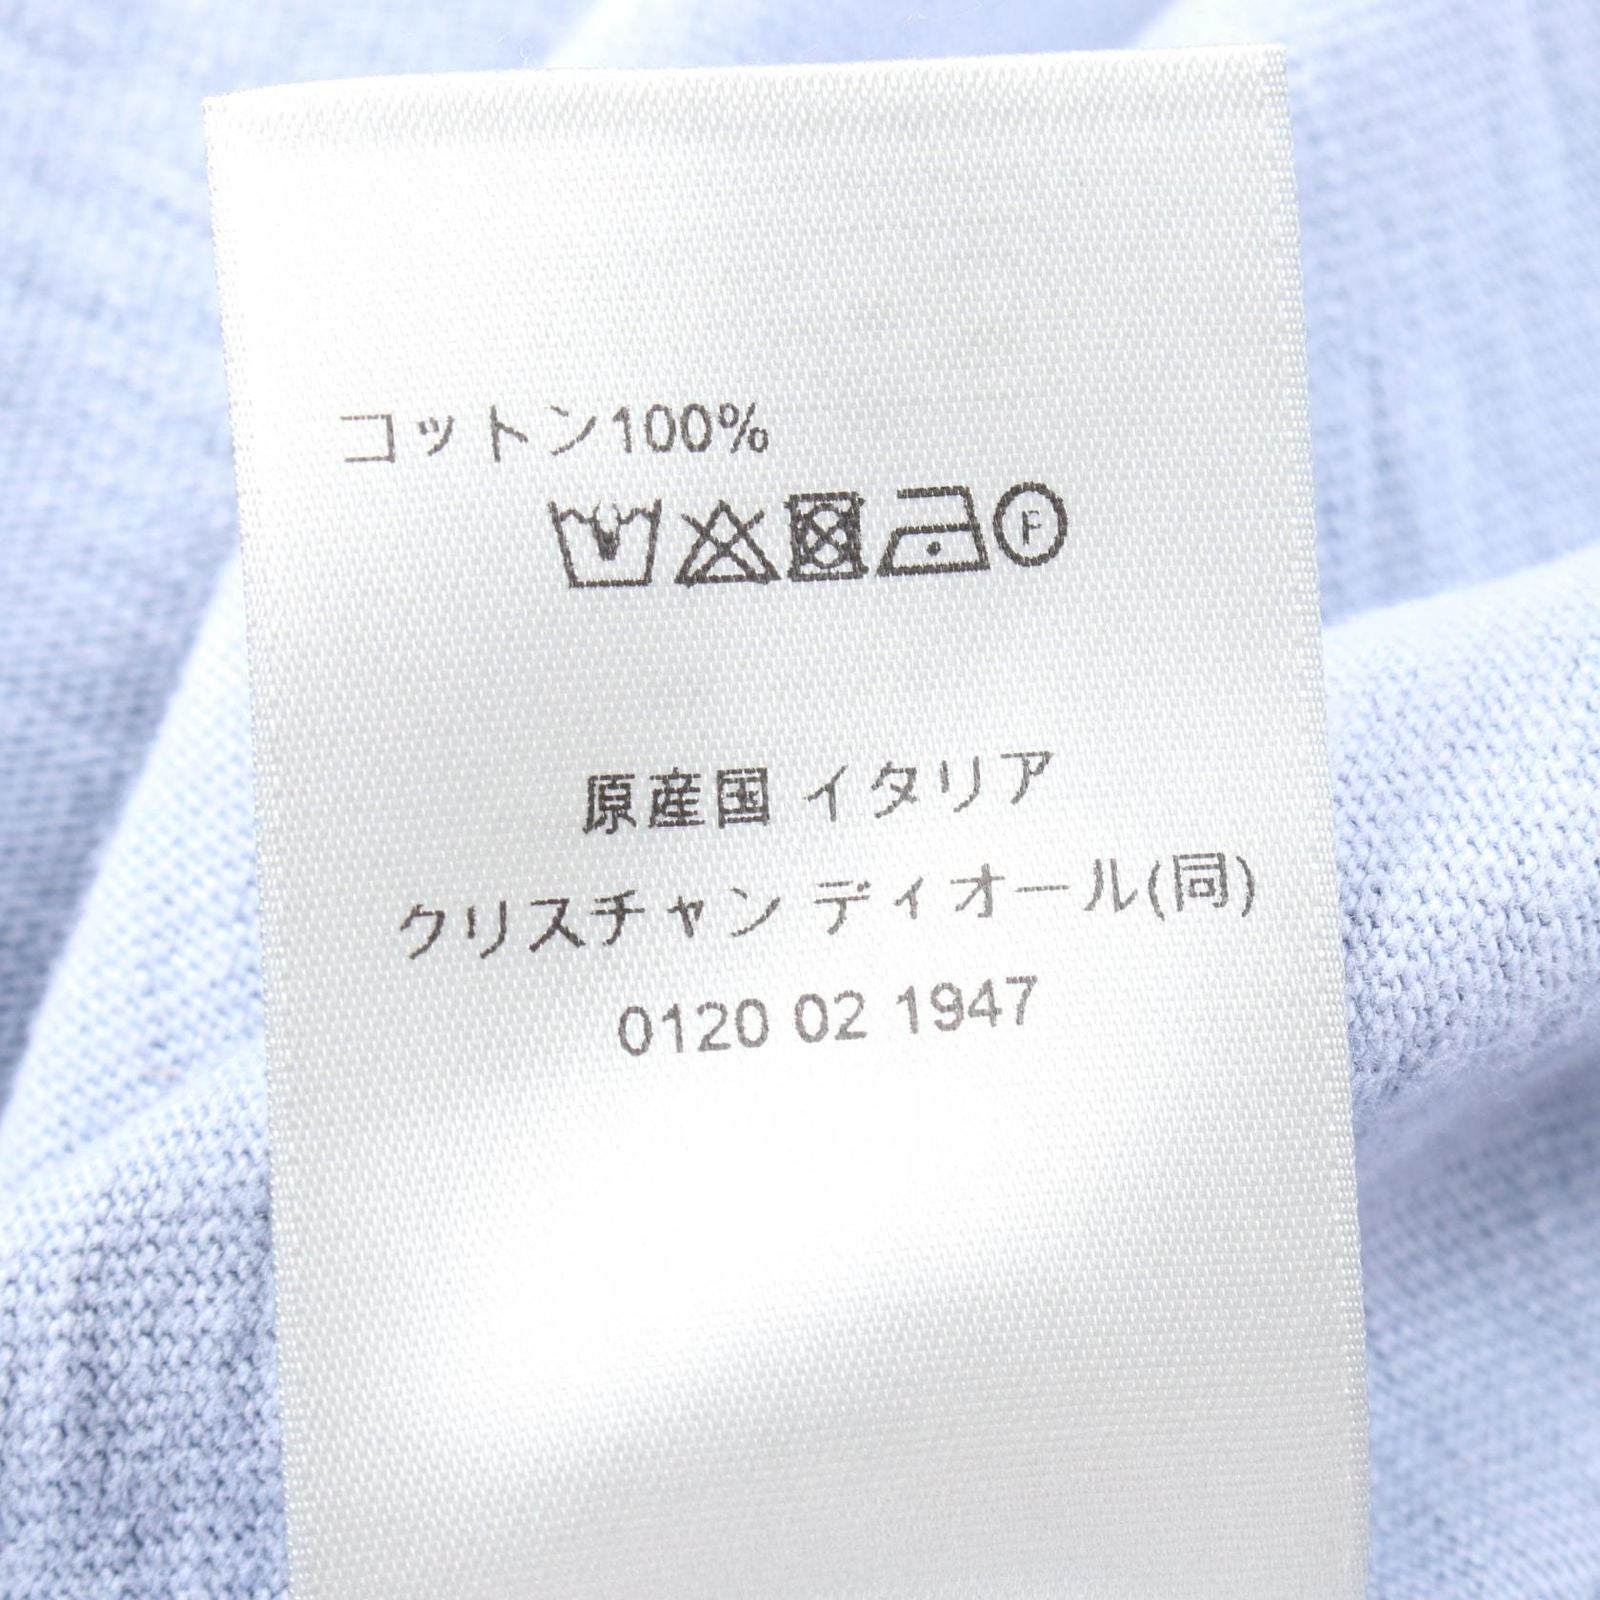 コットン100%
F
原産国 イタリア
クリスチャン ディオール(同)
0120 02 1947